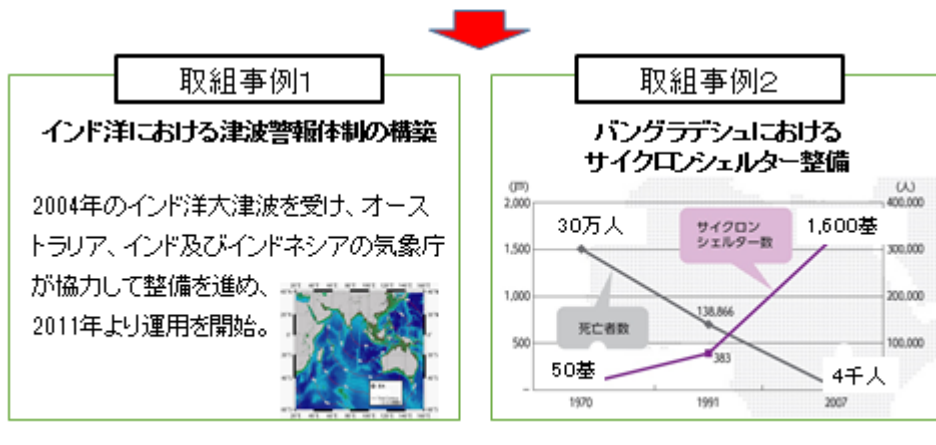 取組事例1
インド洋における津波警報体制の構築
2004年のインド洋大津波を受け、オース
トラリア、インド及びインドネシアの気象庁
が協力して整備を進め、
2011年より運用を開始。
取組事例2
バングラデシュにおける
サイクロンシェルター整備
(戸)
(人)
2,000
400,000
30万人
サイクロン
シェルター数
1,600基
1,500
300,000
1,000
200,000
138,866
死亡者数
500
383
100,000
50基
4千人
1970
1991
2007